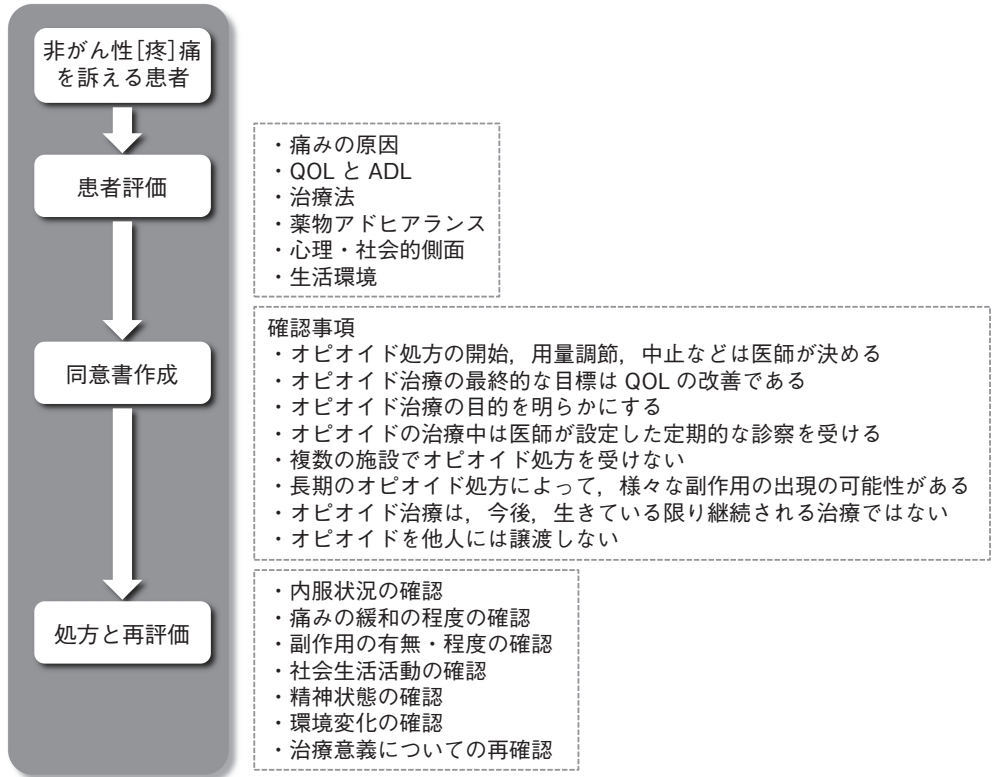 非がん性[疼]痛
を訴える患者
患者評価
・痛みの原因
・QOL と ADL
・治療法
・薬物アドヒアランス
・心理・社会的側面
・生活環境
同意書作成
確認事項
・オピオイド処方の開始，用量調節，中止などは医師が決める
・オピオイド治療の最終的な目標は QOL の改善である
・オピオイド治療の目的を明らかにする
・オピオイドの治療中は医師が設定した定期的な診察を受ける
・複数の施設でオピオイド処方を受けない
・長期のオピオイド処方によって，様々な副作用の出現の可能性がある
・オピオイド治療は，今後，生きている限り継続される治療ではない
・オピオイドを他人には譲渡しない
処方と再評価
・内服状況の確認
・痛みの緩和の程度の確認
・副作用の有無・程度の確認
・社会生活活動の確認
・精神状態の確認
・環境変化の確認
・治療意義についての再確認